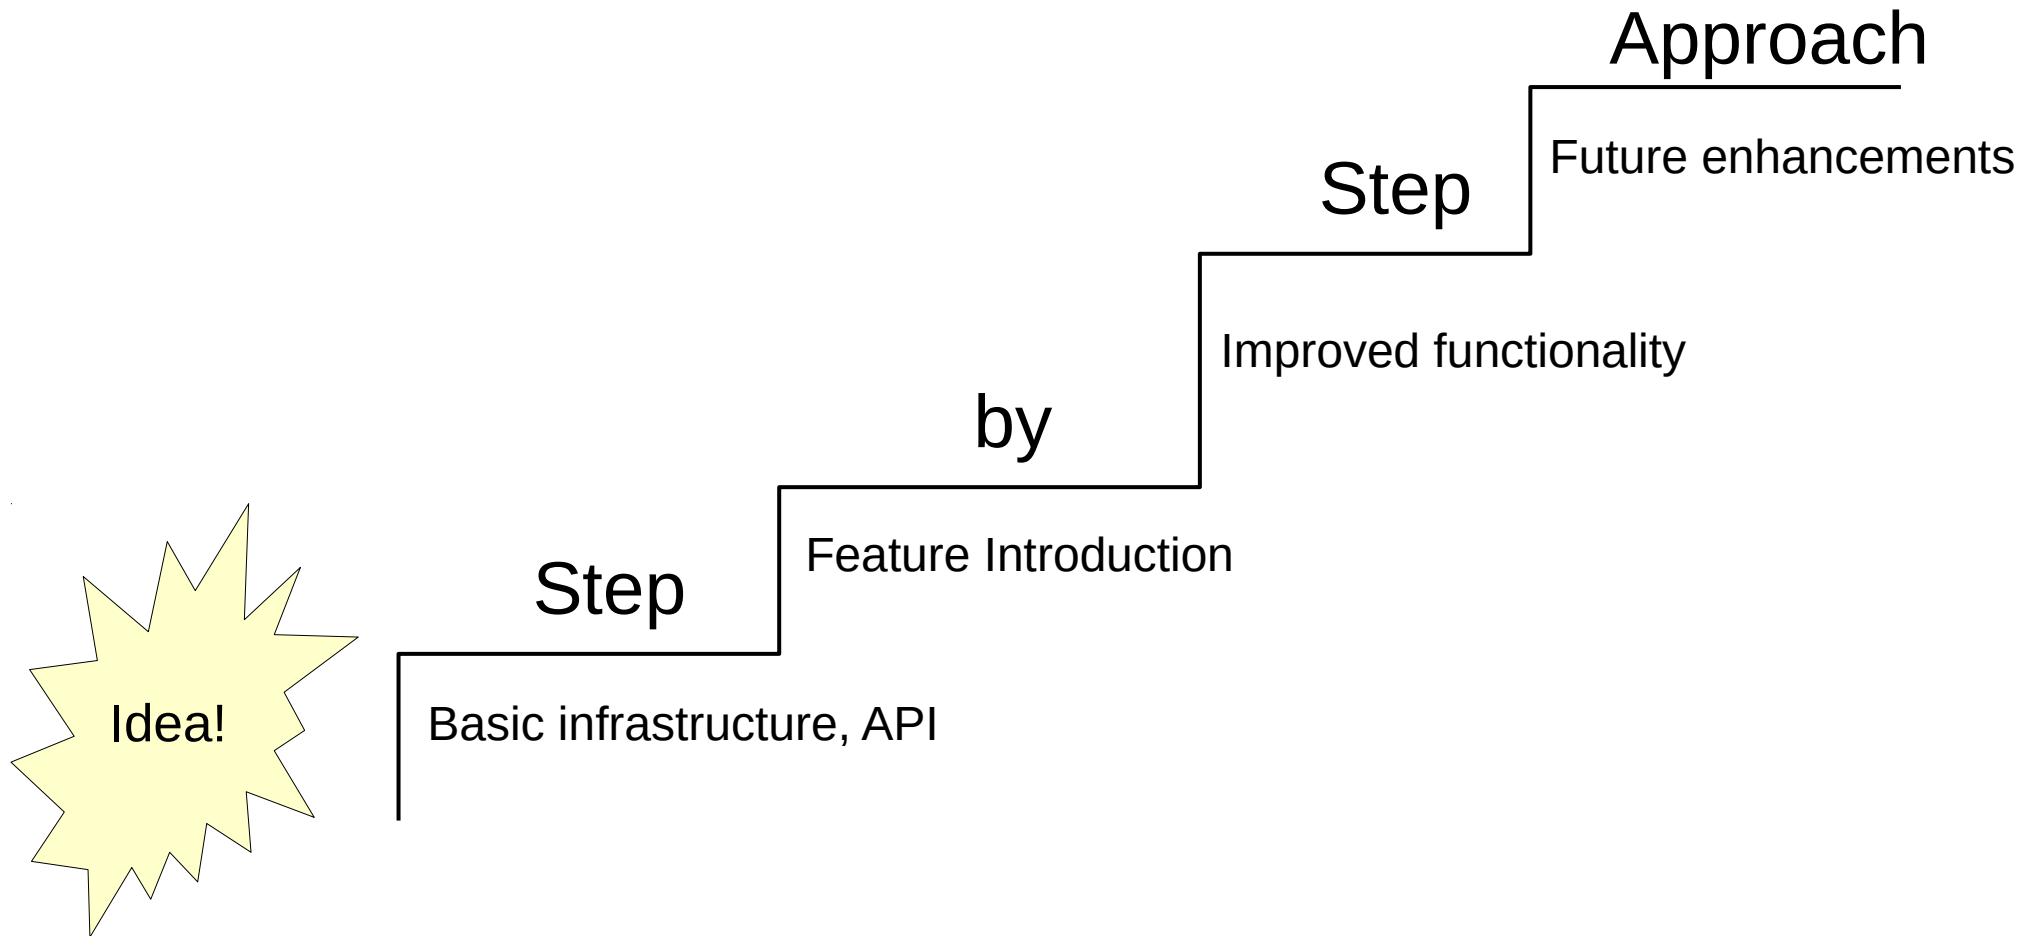 Approach
Future enhancements
Step
Improved functionality
by
Feature Introduction
Step
Basic infrastructure, API
Idea!